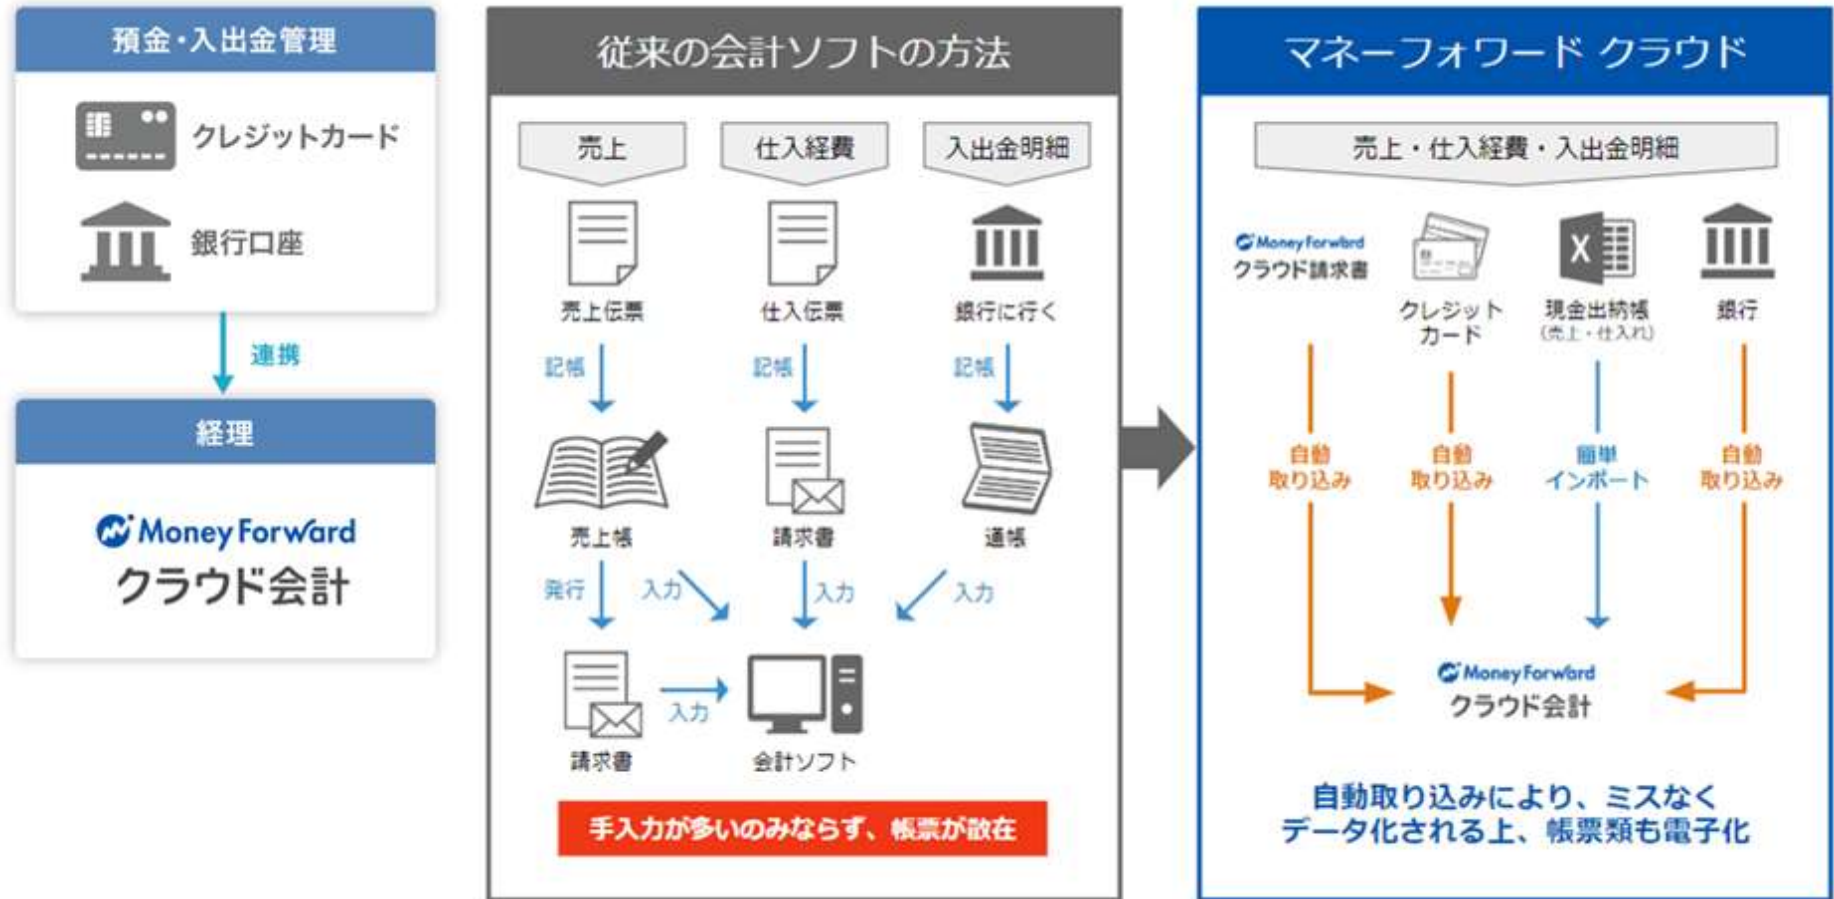 預金・入出金管理
クレジットカード
銀行口座
連携
経理
Money Forward
クラウド会計
従来の会計ソフトの方法
売上
仕入経費
入出金明細
売上伝票
仕入伝票
銀行に行く
記帳
記帳
記帳
売上帳
請求書
通帳
発行
入力
入力
入力
請求書
入力
会計ソフト
手入力が多いのみならず、帳票が散在
マネーフォワード クラウド
売上・仕入経費・入出金明細
Money Forward
クラウド請求書
クレジット
カード
X
現金出納帳
(売上・仕入れ)
銀行
自動
取り込み
自動
取り込み
簡単
インポート
自動
取り込み
Money Forward
クラウド会計
自動取り込みにより、ミスなく
データ化される上、帳票類も電子化